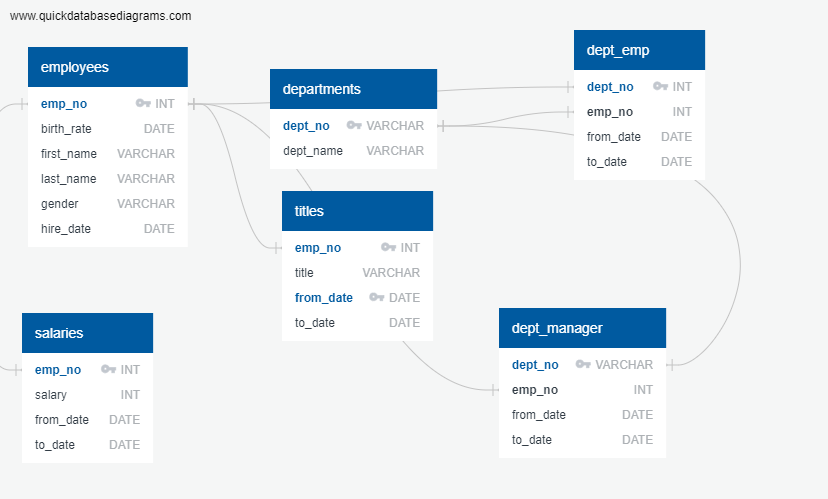 www.quickdatabasediagrams.com
employees
emp_no INT
birth_rate DATE
first_name VARCHAR
last_name VARCHAR
gender VARCHAR
hire_date DATE
departments
dept_no VARCHAR
dept_name VARCHAR
dept_emp
dept_no INT
emp_no INT
from_date DATE
to_date DATE
titles
emp_no INT
title VARCHAR
from_date DATE
to_date DATE
salaries
emp_no INT
salary INT
from_date DATE
to_date DATE
dept_manager
dept_no VARCHAR
emp_no INT
from_date DATE
to_date DATE